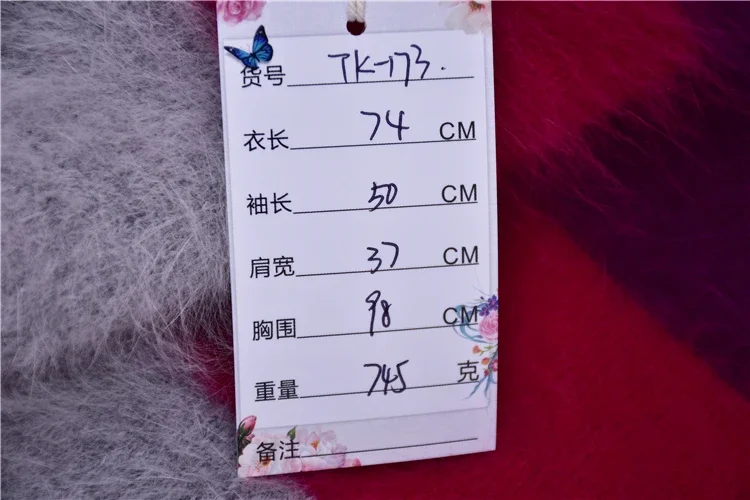 货号 TK-173.
衣长 74 CM
袖长 50 CM
肩宽 37 CM
胸围 98 CM
重量 745 克
备注